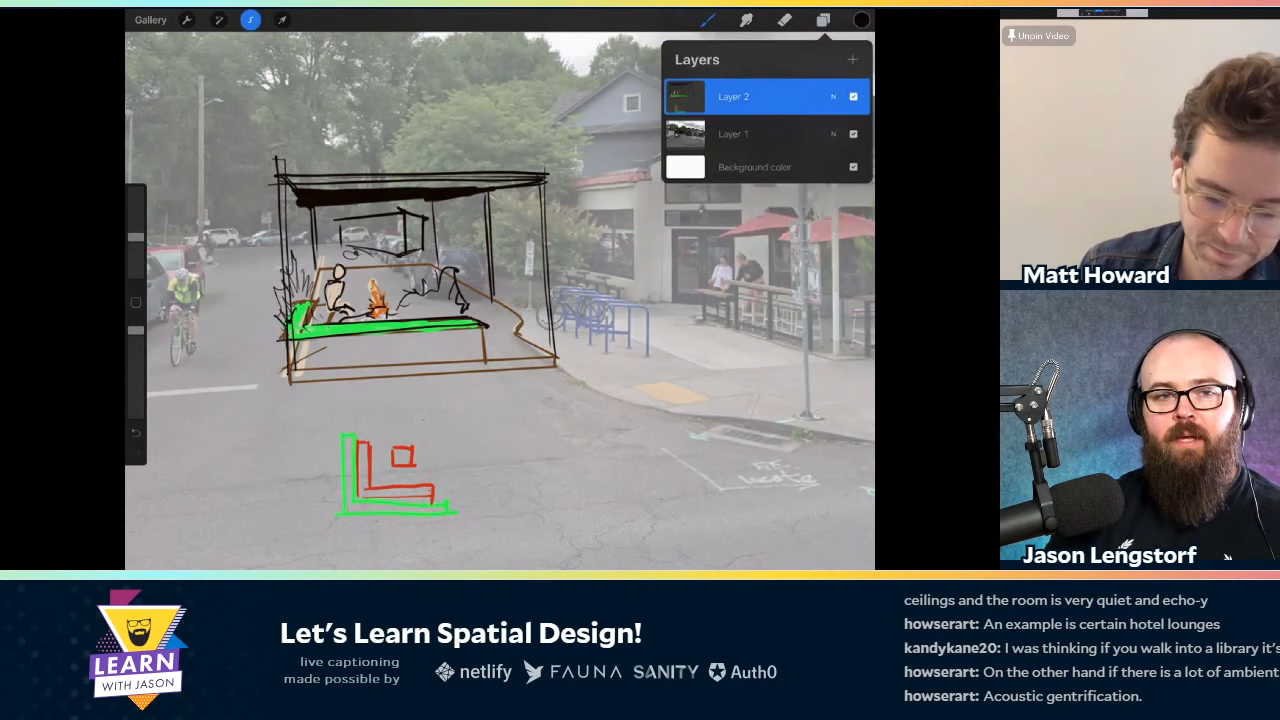 Gallery
Layers
Layer 2
N
Layer 1
N
Background color
Unpin Video
Matt Howard
Jason Lengstorf
LEARN
WITH JASON
Let's Learn Spatial Design!
live captioning
made possible by
netlify
FAUNA
SANITY
Auth0
ceilings and the room is very quiet and echo-y
howserart: An example is certain hotel lounges
kandykane20: I was thinking if you walk into a library it's
howserart: On the other hand if there is a lot of ambient
howserart: Acoustic gentrification.